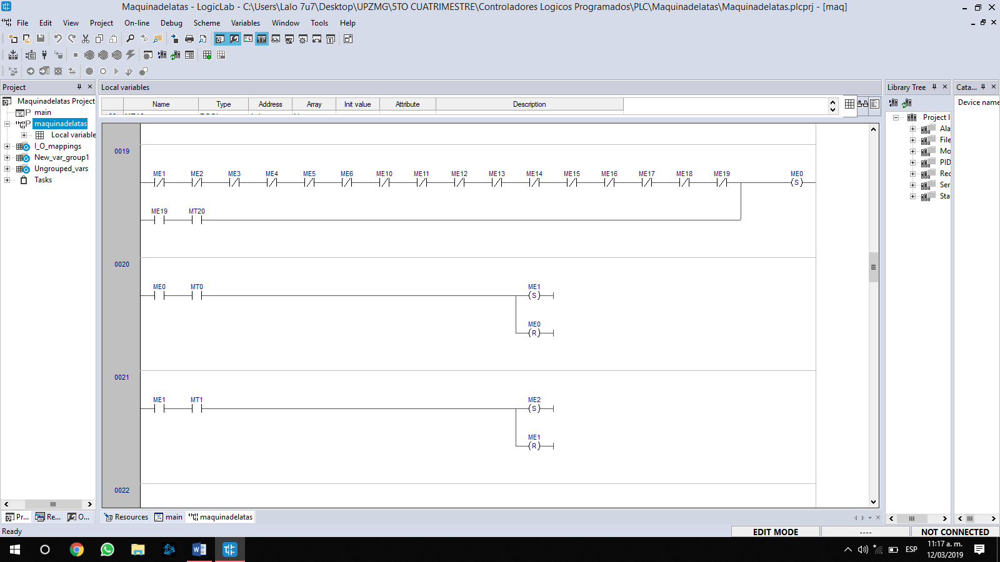 Maquinadelatas - LogicLab - C:\Users\Lalo 7u7\Desktop\UPZMG\5TO CUATRIMESTRE\Controladores Logicos Programados\PLC\Maquinadelatas\Maquinadelatas.plcprj - [maq]
File Edit View Project On-line Debug Scheme Variables Window Tools Help
Project
Maquinadelatas Project
main
maquinadelatas
Local variable
I_O_mappings
New_var_group1
Ungrouped_vars
Tasks
Local variables
Name Type Address Array Init value Attribute Description
0019
ME1 ME2 ME3 ME4 ME5 ME6 ME10 ME11 ME12 ME13 ME14 ME15 ME16 ME17 ME18 ME19 ME0
S
ME19 MT20
0020
ME0 MT0 ME1
S
ME0
R
0021
ME1 MT1 ME2
S
ME1
R
0022
Library Tree
Project l
Ala
File
Mo
PID
Rec
Ser
Sta
Cata...
Device name
Pr... Re... O...
Resources main maquinadelatas
Ready
EDIT MODE ---- NOT CONNECTED
ESP
11:17 a. m.
12/03/2019